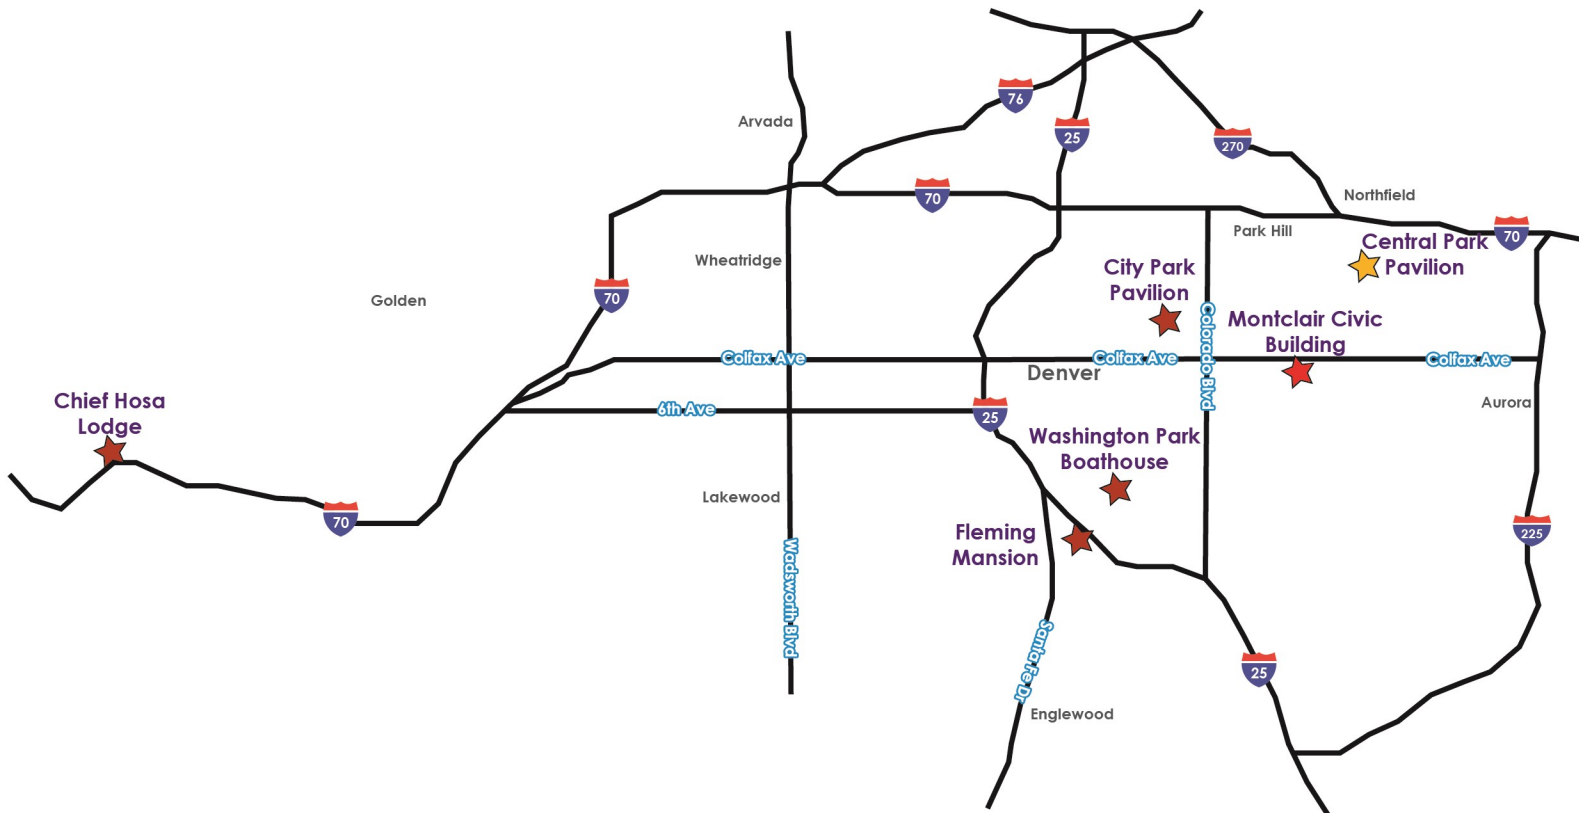 Arvada
76
25
270
70
Northfield
Park Hill
70
Central Park
Pavilion
Wheatridge
City Park
Pavilion
Golden
70
Colorado Blvd
Montclair Civic
Building
Colfax Ave
Colfax Ave
Colfax Ave
Denver
Chief Hosa
Lodge
6th Ave
25
Aurora
Washington Park
Boathouse
Lakewood
70
Fleming
Mansion
225
Wadsworth Blvd
Santa Fe Dr
25
Englewood